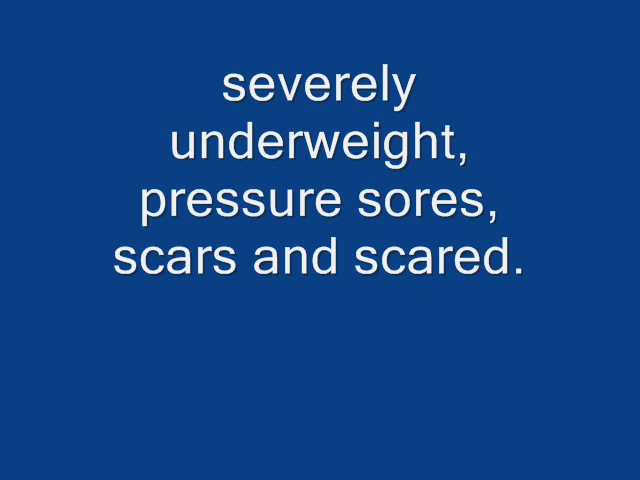 severely
underweight,
pressure sores,
scars and scared.